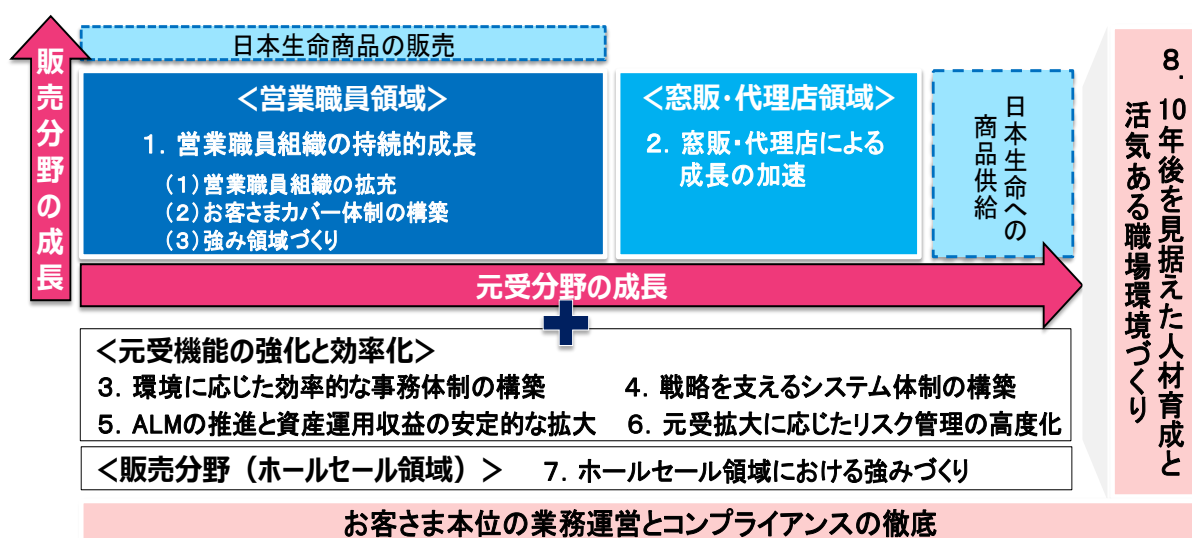 販売分野の成長
日本生命商品の販売
＜営業職員領域＞
１．営業職員組織の持続的成長
（１）営業職員組織の拡充
（２）お客さまカバー体制の構築
（３）強み領域づくり
＜窓販・代理店領域＞
２．窓販・代理店による
成長の加速
日本生命への
商品供給
元受分野の成長
＜元受機能の強化と効率化＞
３．環境に応じた効率的な事務体制の構築
４．戦略を支えるシステム体制の構築
５．ALMの推進と資産運用収益の安定的な拡大
６．元受拡大に応じたリスク管理の高度化
＜販売分野（ホールセール領域）＞
７．ホールセール領域における強みづくり
８．10年後を見据えた人材育成と
活気ある職場環境づくり
お客さま本位の業務運営とコンプライアンスの徹底